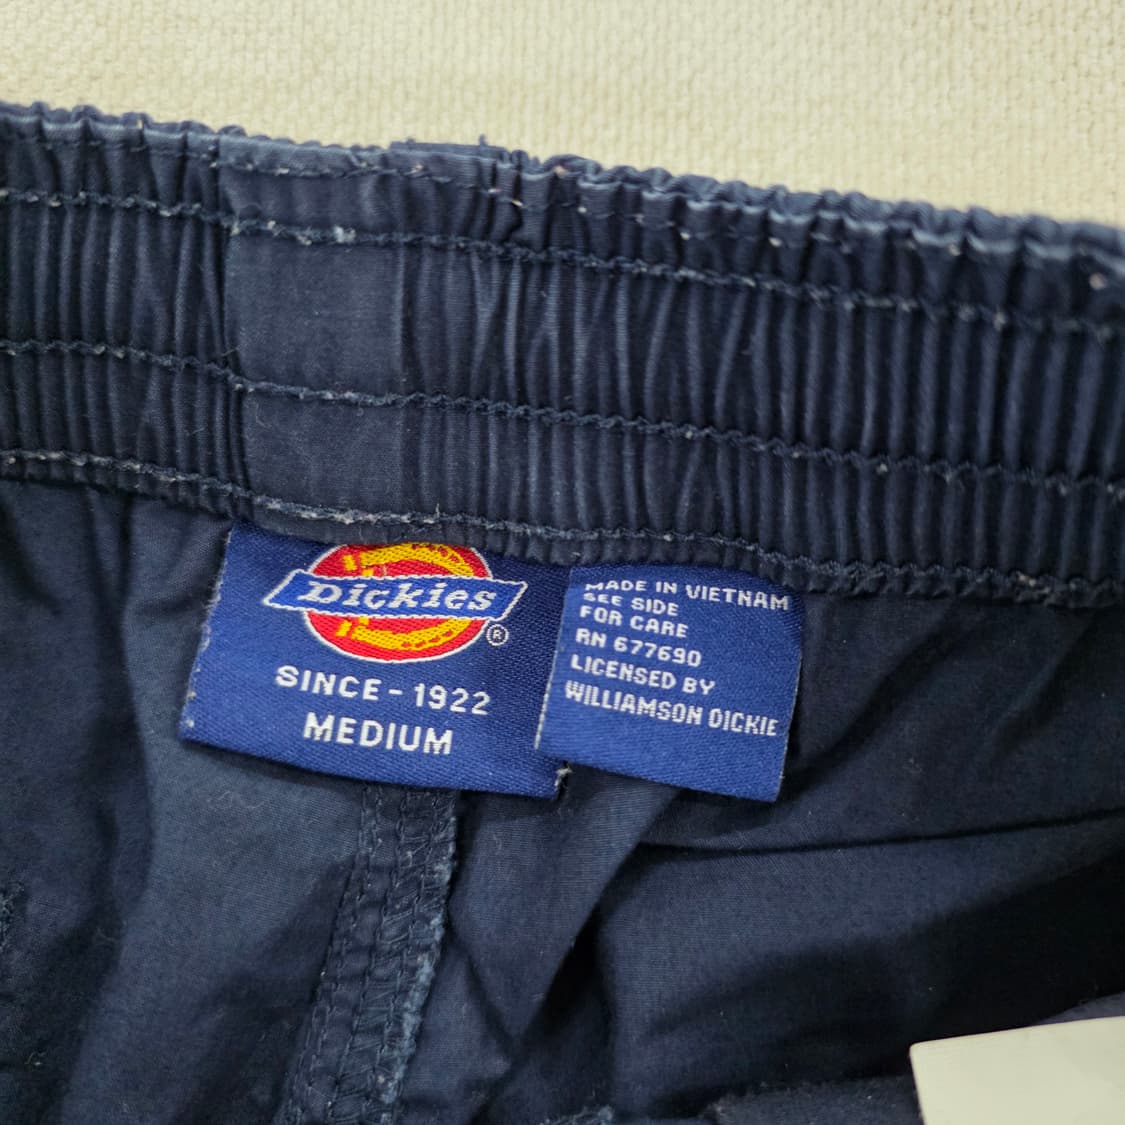 Dickies
®
SINCE - 1922
MEDIUM
MADE IN VIETNAM
SEE SIDE
FOR CARE
RN 677690
LICENSED BY
WILLIAMSON DICKIE